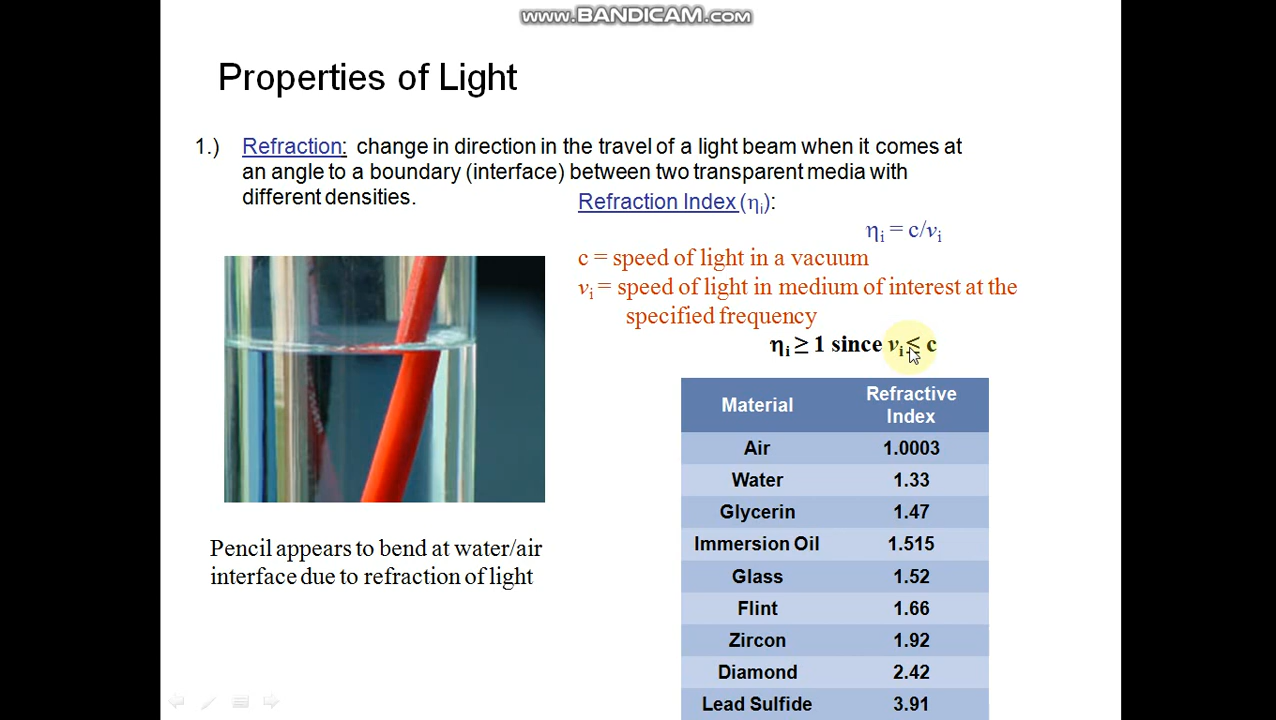 www.BANDICAM.com
Properties of Light
1.) Refraction: change in direction in the travel of a light beam when it comes at
an angle to a boundary (interface) between two transparent media with
different densities.
Refraction Index (ηi):
ηi = c/vi
c = speed of light in a vacuum
vi = speed of light in medium of interest at the
specified frequency
ηi ≥ 1 since vi ≤ c
Material Refractive Index
Air 1.0003
Water 1.33
Glycerin 1.47
Immersion Oil 1.515
Glass 1.52
Flint 1.66
Zircon 1.92
Diamond 2.42
Lead Sulfide 3.91
Pencil appears to bend at water/air
interface due to refraction of light